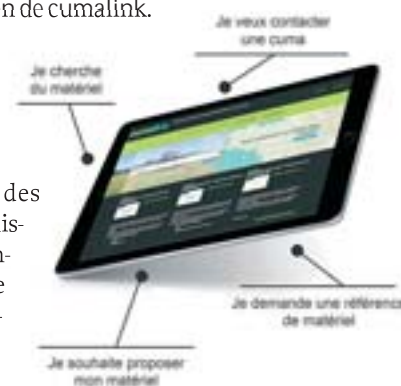 n de cumalink.
Je veux contacter
une cuma
Je cherche
du matériel
des
is-
n-
e
-
Je demande une référence
de matériel
Je souhaite proposer
mon matériel